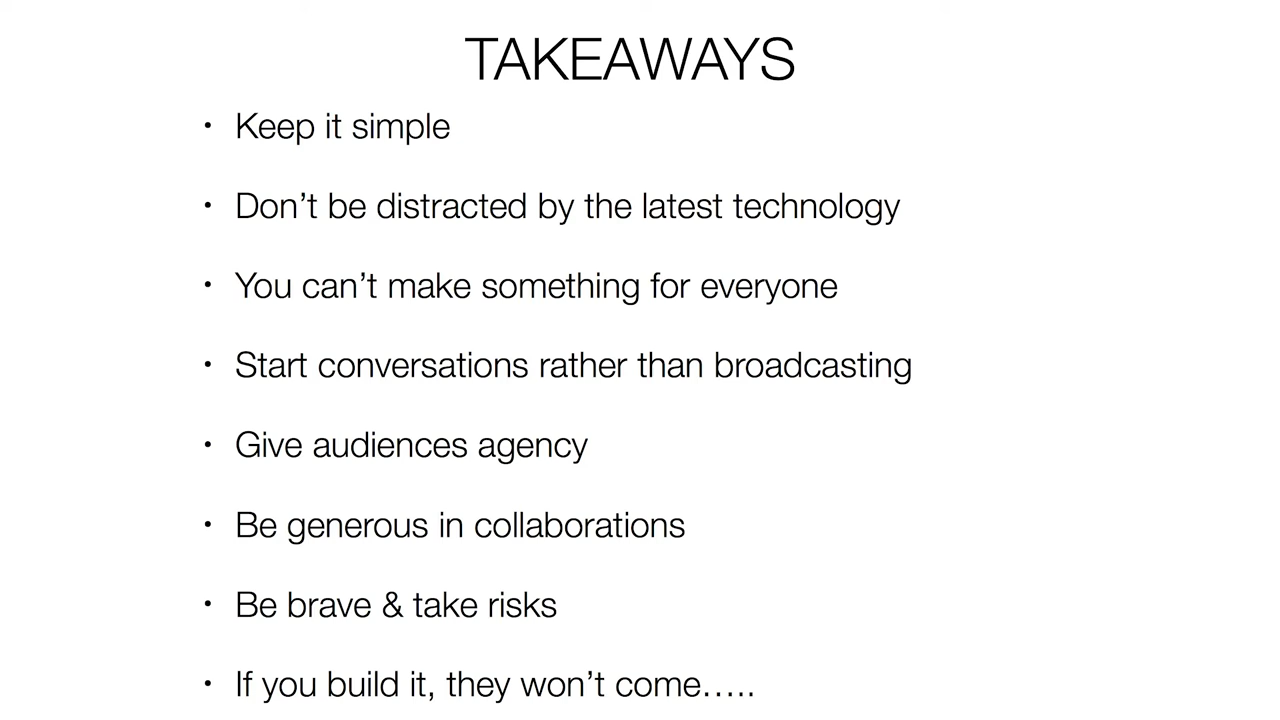 TAKEAWAYS
• Keep it simple
• Don’t be distracted by the latest technology
• You can’t make something for everyone
• Start conversations rather than broadcasting
• Give audiences agency
• Be generous in collaborations
• Be brave & take risks
• If you build it, they won’t come.....